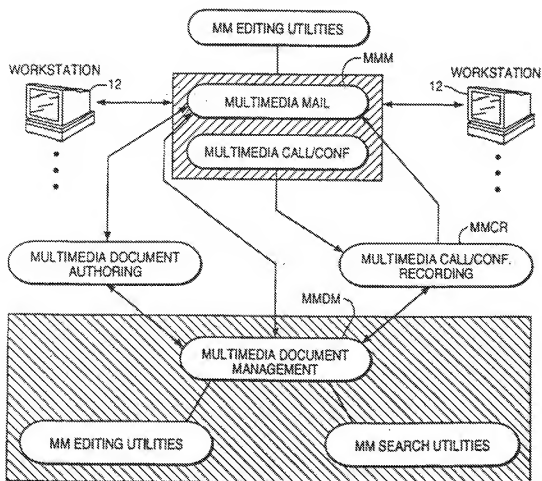 MM EDITING UTILITIES
MMM
WORKSTATION
12
WORKSTATION
12
MULTIMEDIA MAIL
MULTIMEDIA CALL/CONF
MMCR
MULTIMEDIA DOCUMENT
AUTHORING
MULTIMEDIA CALL/CONF.
RECORDING
MMDM
MULTIMEDIA DOCUMENT
MANAGEMENT
MM EDITING UTILITIES
MM SEARCH UTILITIES